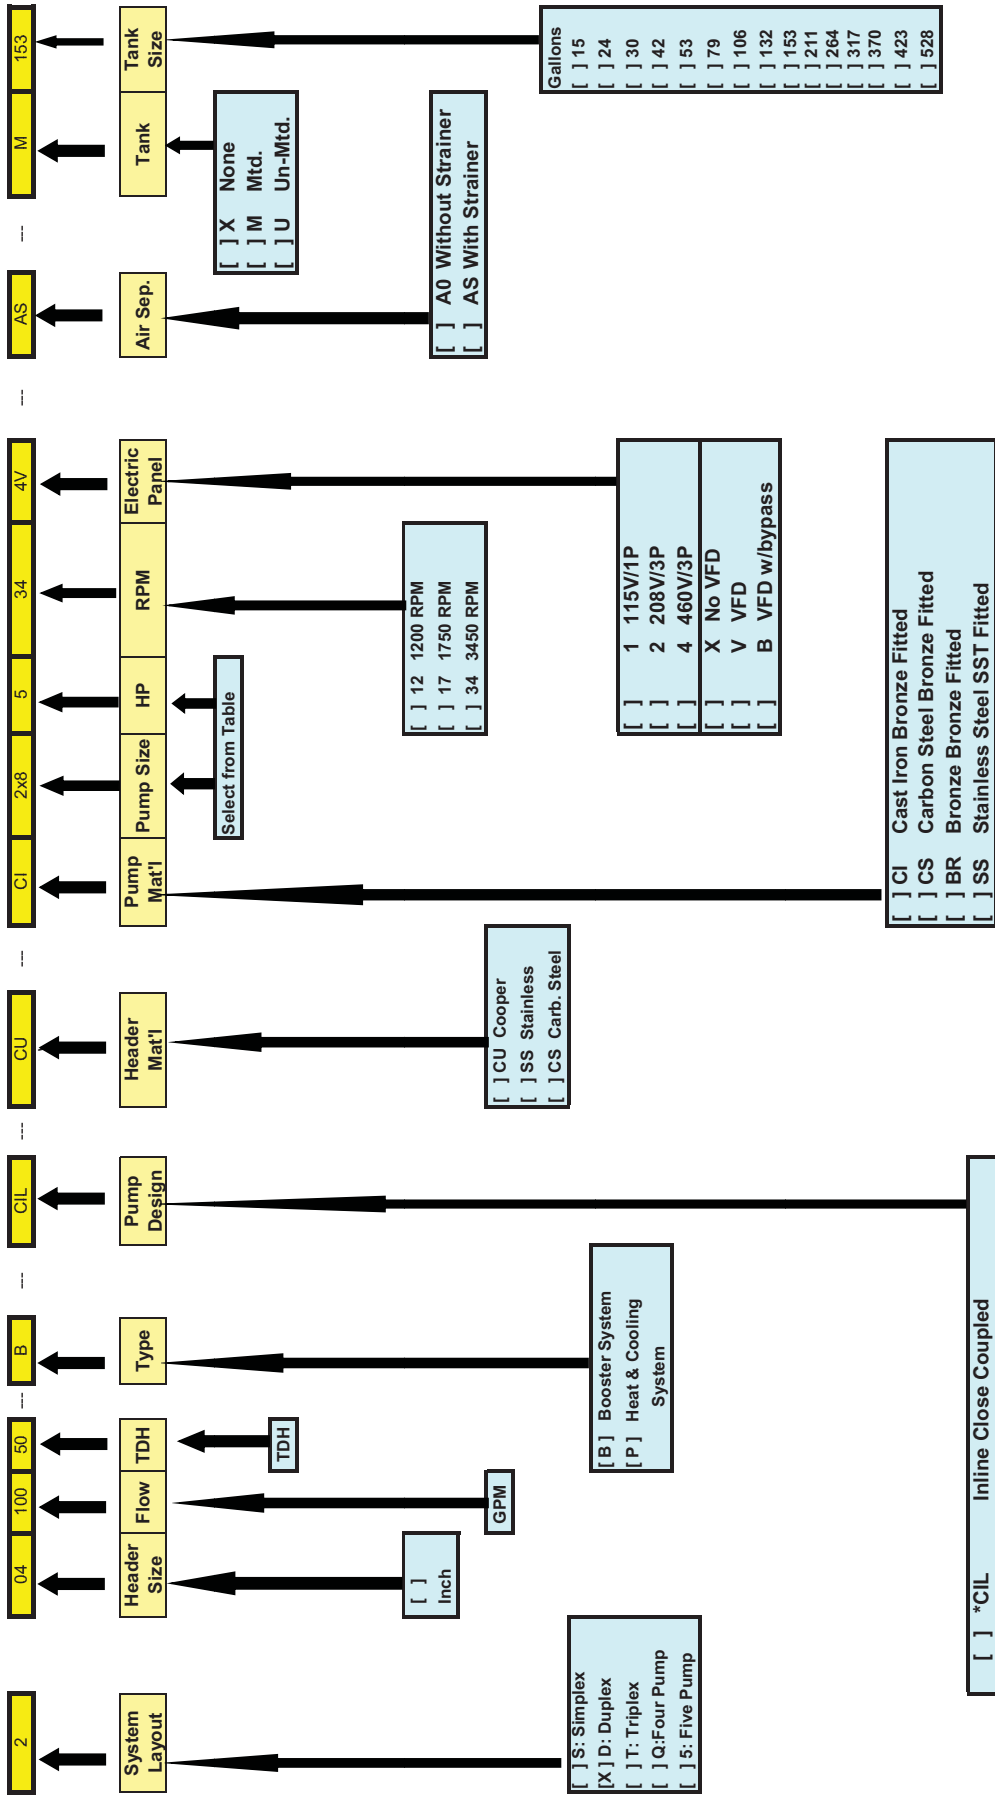 2 04 100 50 --- B --- CIL --- CU --- CI 2x8 5 34 4V --- AS --- M 153
System
Layout
Header
Size
Flow
TDH
Type
Pump
Design
Header
Mat'l
Pump
Mat'l
Pump Size
HP
RPM
Electric
Panel
Air Sep.
Tank
Tank
Size
[ ] S: Simplex
[X] D: Duplex
[ ] T: Triplex
[ ] Q:Four Pump
[ ] 5: Five Pump
[ ]
Inch
GPM
TDH
[ B ] Booster System
[ P ] Heat & Cooling
System
[ ] *CIL Inline Close Coupled
[ ] CU Cooper
[ ] SS Stainless
[ ] CS Carb. Steel
[ ] CI Cast Iron Bronze Fitted
[ ] CS Carbon Steel Bronze Fitted
[ ] BR Bronze Bronze Fitted
[ ] SS Stainless Steel SST Fitted
Select from Table
[ ] 12 1200 RPM
[ ] 17 1750 RPM
[ ] 34 3450 RPM
[ ] 1 115V/1P
[ ] 2 208V/3P
[ ] 4 460V/3P
[ ] X No VFD
[ ] V VFD
[ ] B VFD w/bypass
[ ] A0 Without Strainer
[ ] AS With Strainer
[ ] X None
[ ] M Mtd.
[ ] U Un-Mtd.
Gallons
[ ] 15
[ ] 24
[ ] 30
[ ] 42
[ ] 53
[ ] 79
[ ] 106
[ ] 132
[ ] 153
[ ] 211
[ ] 264
[ ] 317
[ ] 370
[ ] 423
[ ] 528